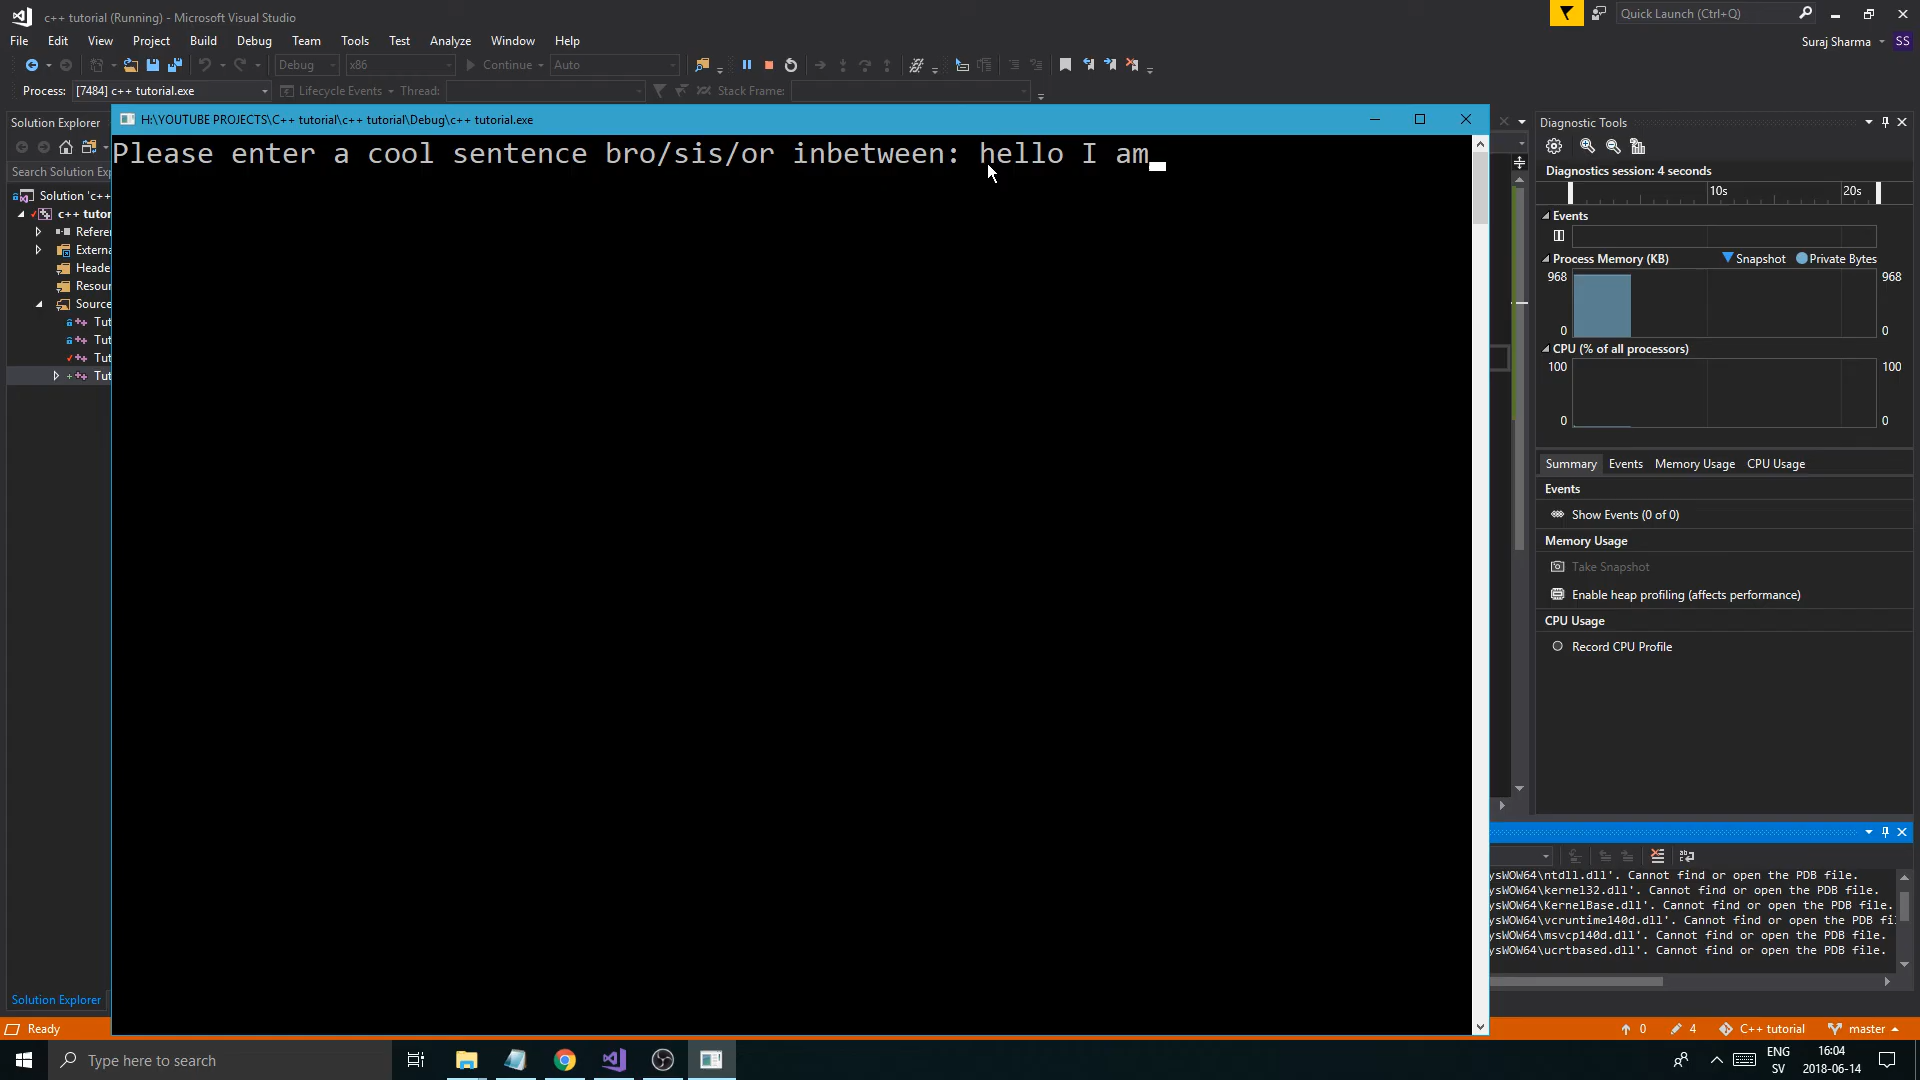 c++ tutorial (Running) - Microsoft Visual Studio
Quick Launch (Ctrl+Q)
File Edit View Project Build Debug Team Tools Test Analyze Window Help
Suraj Sharma SS
Debug x86 Continue Auto
Process: [7484] c++ tutorial.exe Lifecycle Events Thread: Stack Frame:
Solution Explorer
Search Solution Exp
Solution 'c++
c++ tutor
Refere
Externa
Heade
Resour
Source
Tut
Tut
Tut
Tut
Solution Explorer
H:\YOUTUBE PROJECTS\C++ tutorial\c++ tutorial\Debug\c++ tutorial.exe
Please enter a cool sentence bro/sis/or inbetween: hello I am
Diagnostic Tools
Diagnostics session: 4 seconds
10s 20s
Events
Process Memory (KB) Snapshot Private Bytes
968 968
0 0
CPU (% of all processors)
100 100
0 0
Summary Events Memory Usage CPU Usage
Events
Show Events (0 of 0)
Memory Usage
Take Snapshot
Enable heap profiling (affects performance)
CPU Usage
Record CPU Profile
ysWOW64\ntdll.dll'. Cannot find or open the PDB file.
ysWOW64\kernel32.dll'. Cannot find or open the PDB file.
ysWOW64\KernelBase.dll'. Cannot find or open the PDB file.
ysWOW64\vcruntime140d.dll'. Cannot find or open the PDB fi
ysWOW64\msvcp140d.dll'. Cannot find or open the PDB file.
ysWOW64\ucrtbased.dll'. Cannot find or open the PDB file.
Ready 0 4 C++ tutorial master
Type here to search
ENG 16:04
SV 2018-06-14